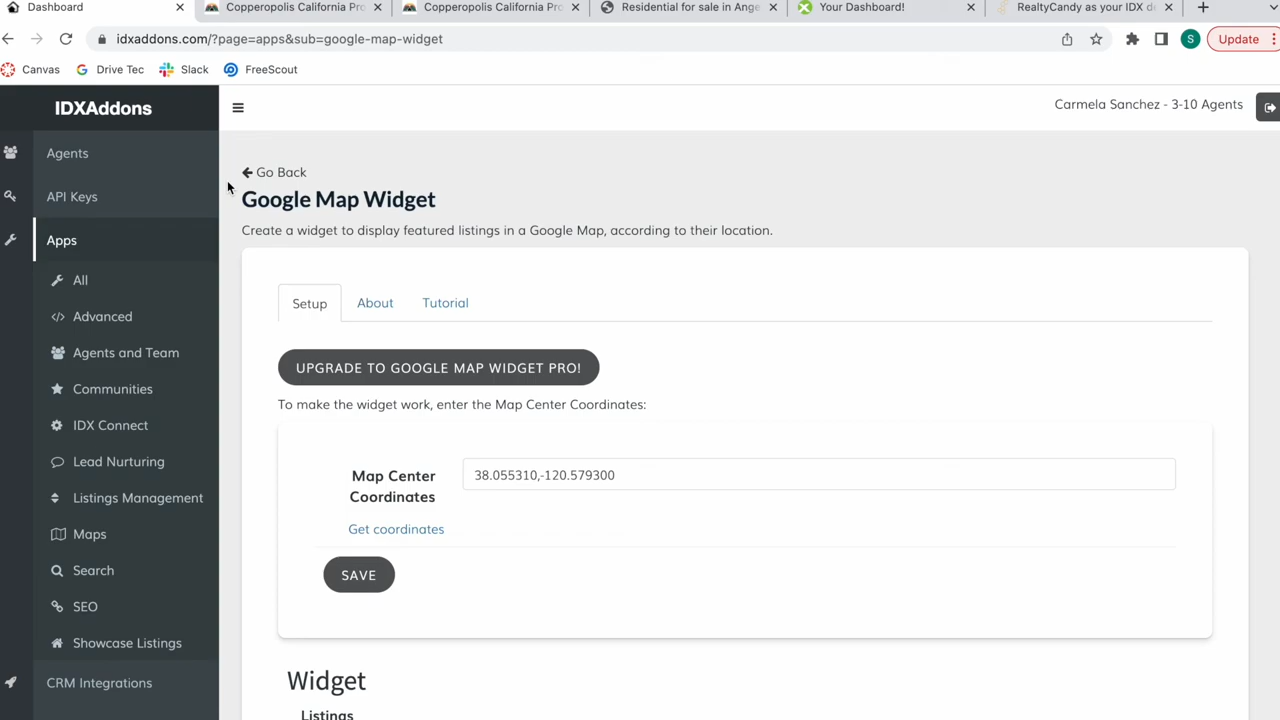 Dashboard
Copperopolis California Pro
Copperopolis California Pro
Residential for sale in Ange
Your Dashboard!
RealtyCandy as your IDX de
idxaddons.com/?page=apps&sub=google-map-widget
S
Update
Canvas
Drive Tec
Slack
FreeScout
IDXAddons
Carmela Sanchez - 3-10 Agents
Agents
API Keys
Apps
All
Advanced
Agents and Team
Communities
IDX Connect
Lead Nurturing
Listings Management
Maps
Search
SEO
Showcase Listings
CRM Integrations
Go Back
Google Map Widget
Create a widget to display featured listings in a Google Map, according to their location.
Setup
About
Tutorial
UPGRADE TO GOOGLE MAP WIDGET PRO!
To make the widget work, enter the Map Center Coordinates:
Map Center
Coordinates
38.055310,-120.579300
Get coordinates
SAVE
Widget
Listings